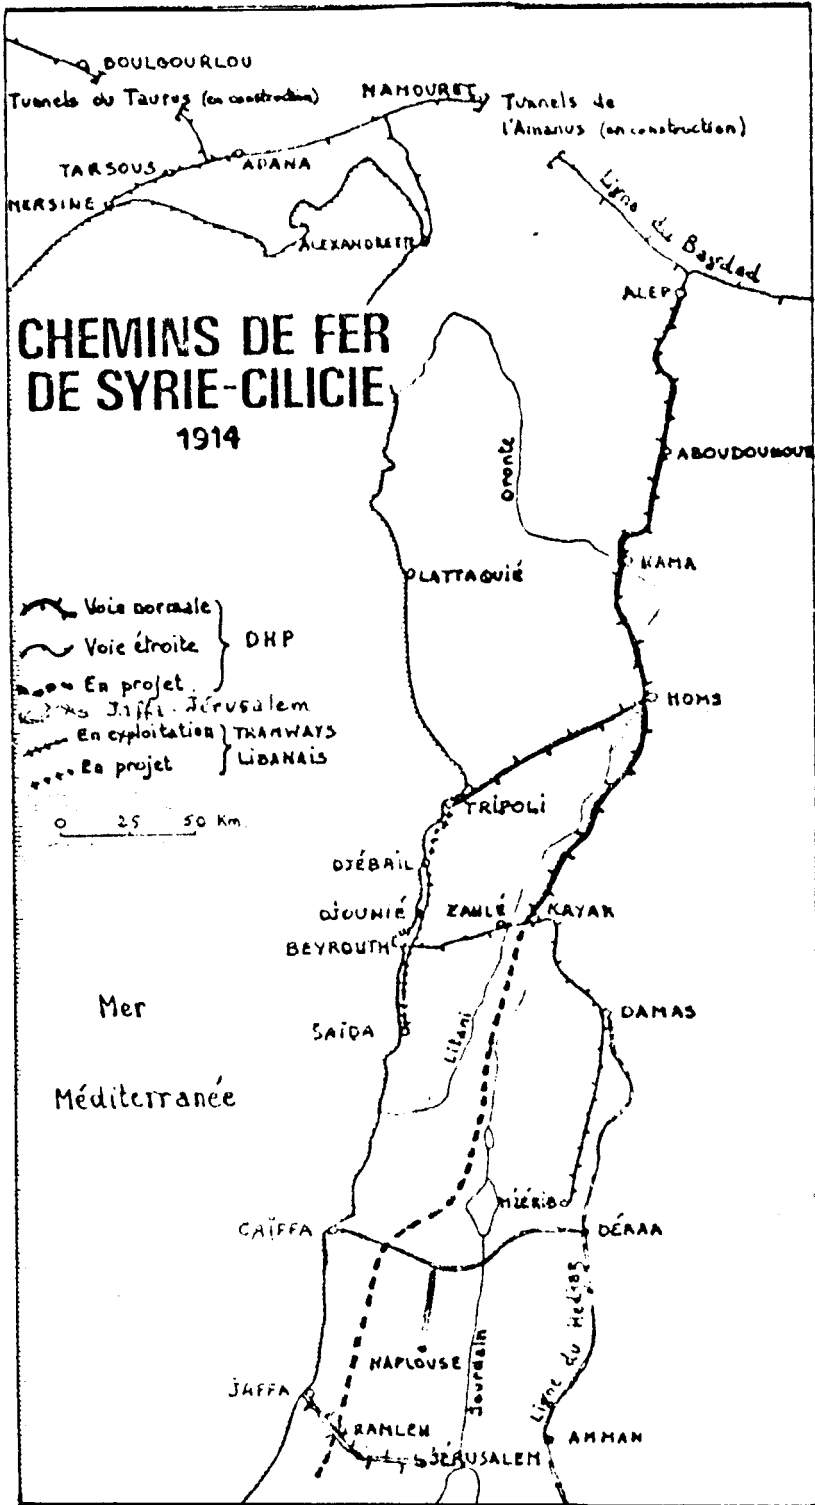 BOULGOURLOU
Tunnels du Taurus (en construction)
MAMOURET
Tunnels de
l'Amanus (en construction)
TARSOUS
ADANA
MERSINE
ALEXANDRETTE
Ligne du Bagdad
ALEP
CHEMINS DE FER
DE SYRIE-CILICIE
1914
Oronte
ABOUDOUHOUR
HAMA
LATTAQUIÉ
Voie normale
Voie étroite
DHP
En projet
Jaffa-Jérusalem
En exploitation
TRAMWAYS
LIBANAIS
En projet
HOMS
0 25 50 Km
TRIPOLI
DJÉBAIL
DJOUNIÉ
ZAHLÉ
RAYAK
BEYROUTH
Mer
SAÏDA
Litani
DAMAS
Méditerranée
MZÉRIB
CAÏFFA
DÉRAA
Ligne du Hedjaz
NAPLOUSE
Jourdain
JAFFA
RAMLEH
AMMAN
JÉRUSALEM